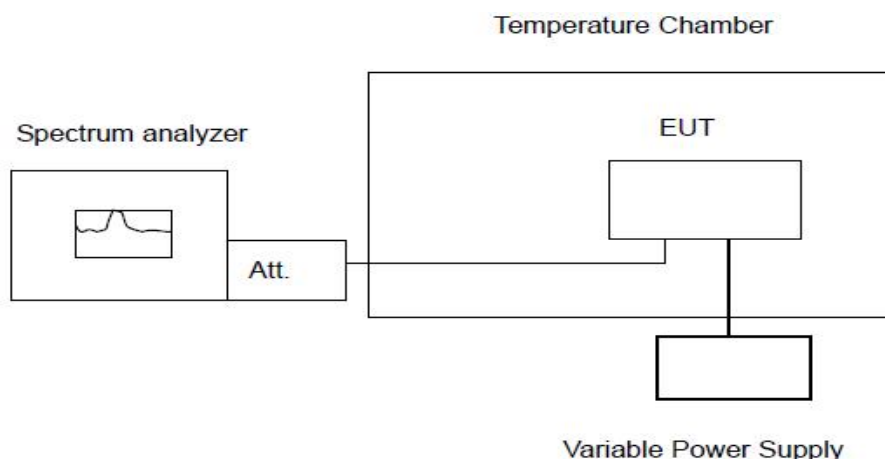 Temperature Chamber
Spectrum analyzer
EUT
Att.
Variable Power Supply